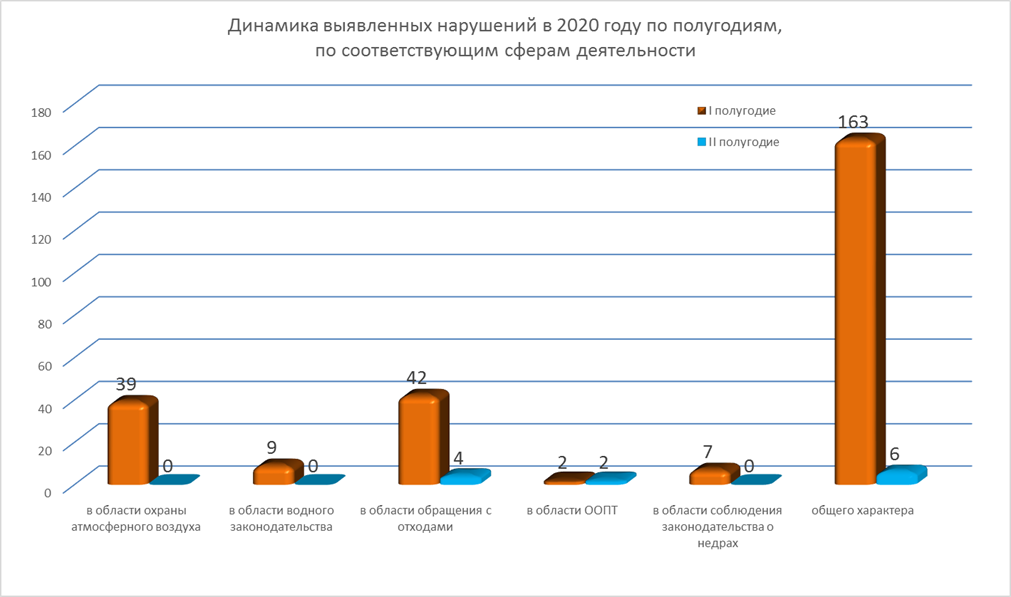 Динамика выявленных нарушений в 2020 году по полугодиям,
по соответствующим сферам деятельности
I полугодие
II полугодие
180
160
140
120
100
80
60
40
20
0
39
0
9
0
42
4
2
2
7
0
163
6
в области охраны
атмосферного воздуха
в области водного
законодательства
в области обращения с
отходами
в области ООПТ
в области соблюдения
законодательства о
недрах
общего характера